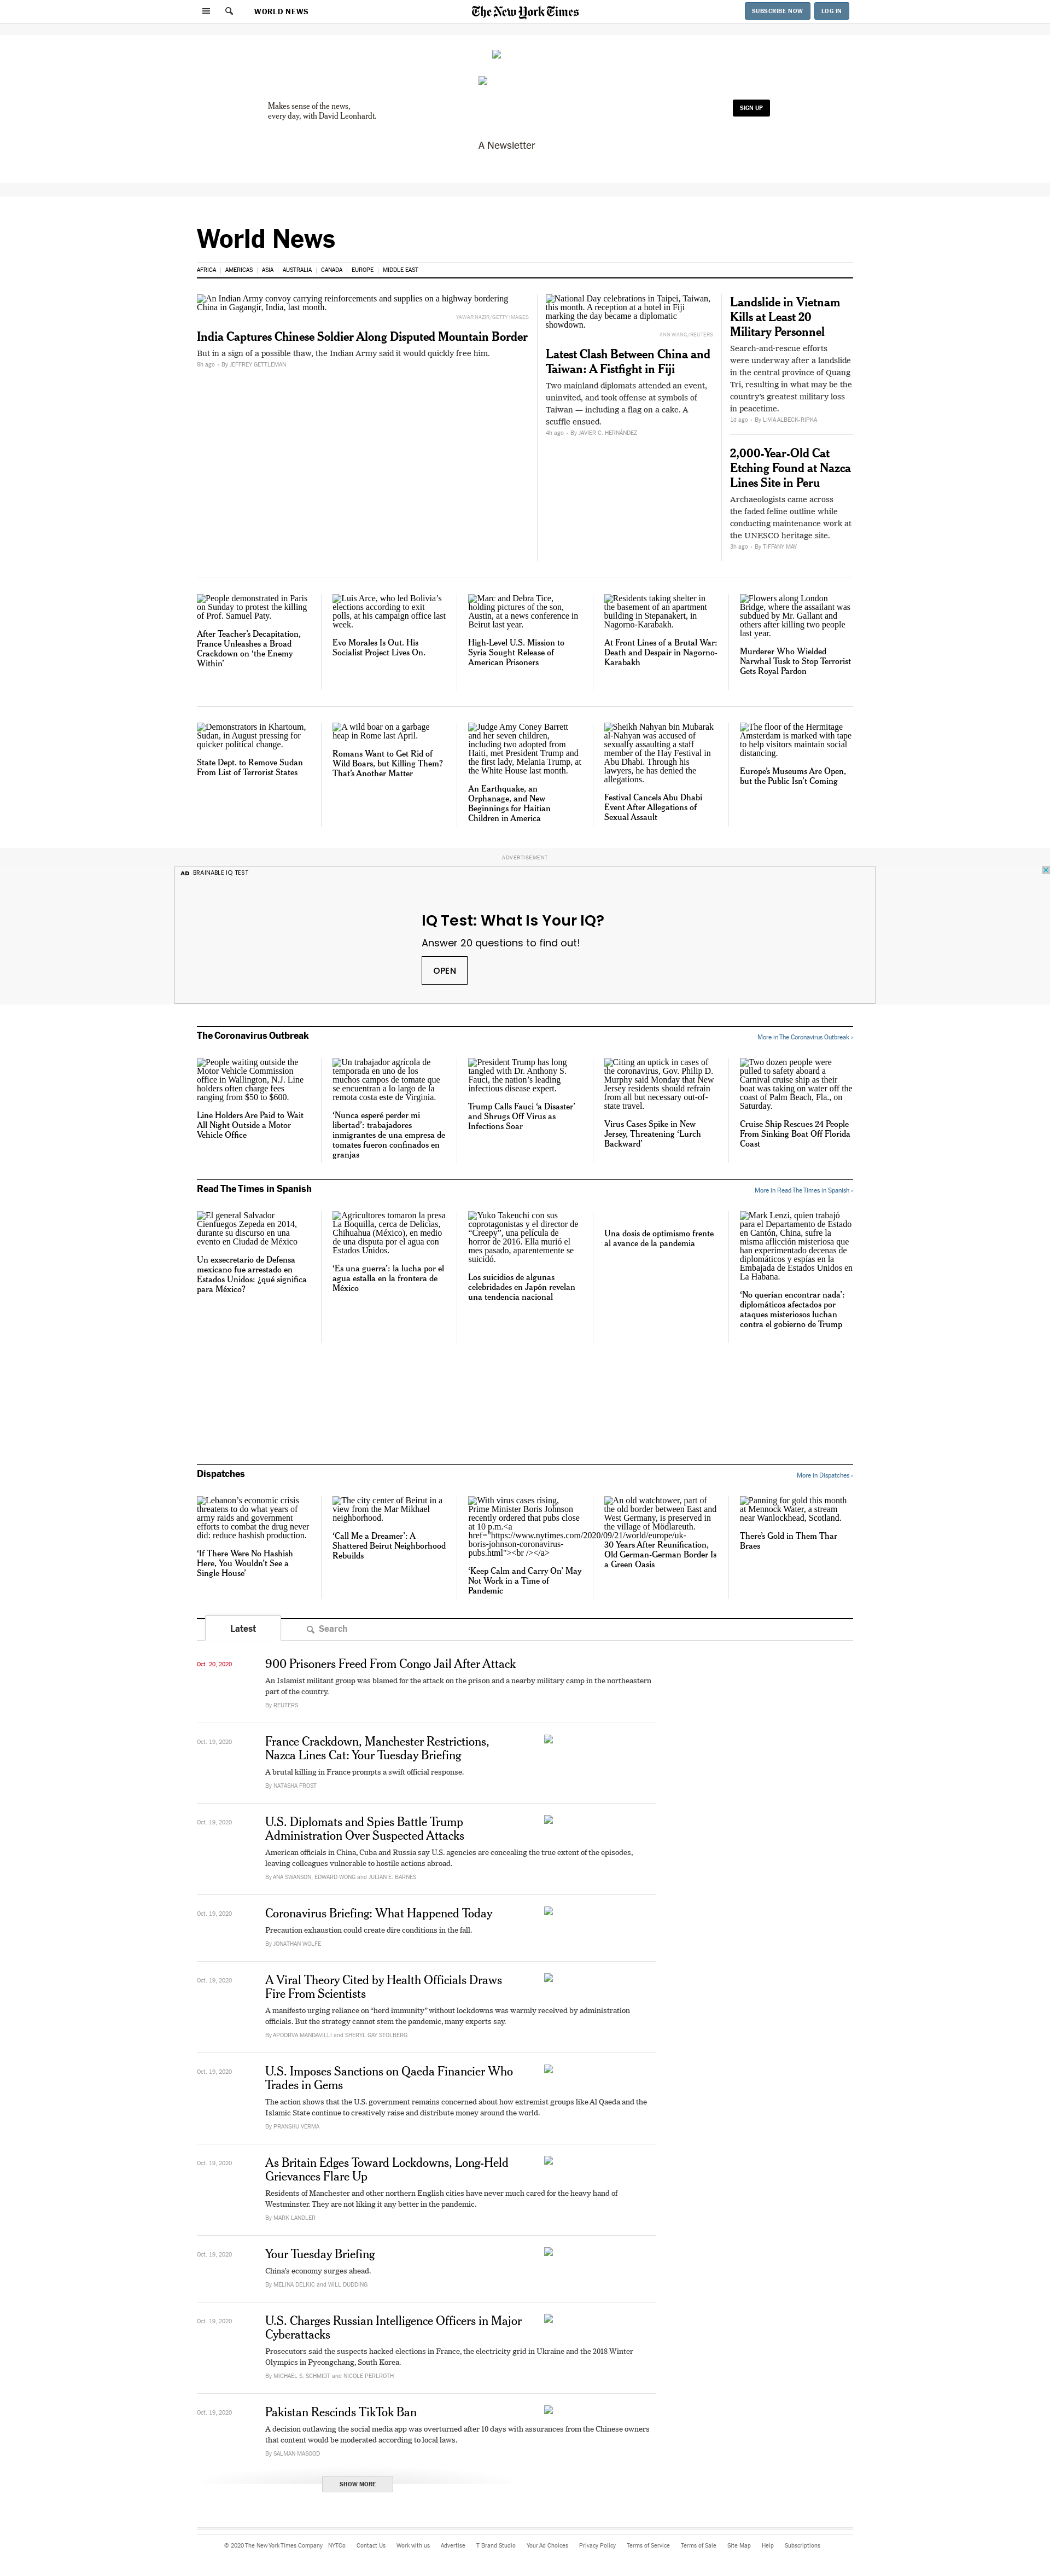 WORLD NEWS
The New York Times
SUBSCRIBE NOW
LOG IN
Makes sense of the news,
every day, with David Leonhardt.
SIGN UP
A Newsletter
World News
AFRICA
AMERICAS
ASIA
AUSTRALIA
CANADA
EUROPE
MIDDLE EAST
An Indian Army convoy carrying reinforcements and supplies on a highway bordering
China in Gagangir, India, last month.
YAWAR NAZIR/GETTY IMAGES
India Captures Chinese Soldier Along Disputed Mountain Border
But in a sign of a possible thaw, the Indian Army said it would quickly free him.
6h ago • By JEFFREY GETTLEMAN
National Day celebrations in Taipei, Taiwan,
this month. A reception at a hotel in Fiji
marking the day became a diplomatic
showdown.
ANN WANG/REUTERS
Latest Clash Between China and
Taiwan: A Fistfight in Fiji
Two mainland diplomats attended an event,
uninvited, and took offense at symbols of
Taiwan — including a flag on a cake. A
scuffle ensued.
4h ago • By JAVIER C. HERNÁNDEZ
Landslide in Vietnam
Kills at Least 20
Military Personnel
Search-and-rescue efforts
were underway after a landslide
in the central province of Quang
Tri, resulting in what may be the
country's greatest military loss
in peacetime.
1d ago • By LIVIA ALBECK-RIPKA
2,000-Year-Old Cat
Etching Found at Nazca
Lines Site in Peru
Archaeologists came across
the faded feline outline while
conducting maintenance work at
the UNESCO heritage site.
3h ago • By TIFFANY MAY
People demonstrated in Paris
on Sunday to protest the killing
of Prof. Samuel Paty.
After Teacher's Decapitation,
France Unleashes a Broad
Crackdown on 'the Enemy
Within'
Luis Arce, who led Bolivia's
elections according to exit
polls, at his campaign office last
week.
Evo Morales Is Out. His
Socialist Project Lives On.
Marc and Debra Tice,
holding pictures of the son,
Austin, at a news conference in
Beirut last year.
High-Level U.S. Mission to
Syria Sought Release of
American Prisoners
Residents taking shelter in
the basement of an apartment
building in Stepanakert, in
Nagorno-Karabakh.
At Front Lines of a Brutal War:
Death and Despair in Nagorno-
Karabakh
Flowers along London
Bridge, where the assailant was
subdued by Mr. Gallant and
others after killing two people
last year.
Murderer Who Wielded
Narwhal Tusk to Stop Terrorist
Gets Royal Pardon
Demonstrators in Khartoum,
Sudan, in August pressing for
quicker political change.
State Dept. to Remove Sudan
From List of Terrorist States
A wild boar on a garbage
heap in Rome last April.
Romans Want to Get Rid of
Wild Boars, but Killing Them?
That's Another Matter
Judge Amy Coney Barrett
and her seven children,
including two adopted from
Haiti, met President Trump and
the first lady, Melania Trump, at
the White House last month.
An Earthquake, an
Orphanage, and New
Beginnings for Haitian
Children in America
Sheikh Nahyan bin Mubarak
al-Nahyan was accused of
sexually assaulting a staff
member of the Hay Festival in
Abu Dhabi. Through his
lawyers, he has denied the
allegations.
Festival Cancels Abu Dhabi
Event After Allegations of
Sexual Assault
The floor of the Hermitage
Amsterdam is marked with tape
to help visitors maintain social
distancing.
Europe's Museums Are Open,
but the Public Isn't Coming
ADVERTISEMENT
AD BRAINABLE IQ TEST
IQ Test: What Is Your IQ?
Answer 20 questions to find out!
OPEN
The Coronavirus Outbreak
More in The Coronavirus Outbreak ›
People waiting outside the
Motor Vehicle Commission
office in Wallington, N.J. Line
holders often charge fees
ranging from $50 to $600.
Line Holders Are Paid to Wait
All Night Outside a Motor
Vehicle Office
Un trabajador agrícola de
temporada en uno de los
muchos campos de tomate que
se encuentran a lo largo de la
remota costa este de Virginia.
'Nunca esperé perder mi
libertad': trabajadores
inmigrantes de una empresa de
tomates fueron confinados en
granjas
President Trump has long
tangled with Dr. Anthony S.
Fauci, the nation's leading
infectious disease expert.
Trump Calls Fauci 'a Disaster'
and Shrugs Off Virus as
Infections Soar
Citing an uptick in cases of
the coronavirus, Gov. Philip D.
Murphy said Monday that New
Jersey residents should refrain
from all but necessary out-of-
state travel.
Virus Cases Spike in New
Jersey, Threatening 'Lurch
Backward'
Two dozen people were
pulled to safety aboard a
Carnival cruise ship as their
boat was taking on water off the
coast of Palm Beach, Fla., on
Saturday.
Cruise Ship Rescues 24 People
From Sinking Boat Off Florida
Coast
Read The Times in Spanish
More in Read The Times in Spanish ›
El general Salvador
Cienfuegos Zepeda en 2014,
durante su discurso en una
evento en Ciudad de México
Un exsecretario de Defensa
mexicano fue arrestado en
Estados Unidos: ¿qué significa
para México?
Agricultores tomaron la presa
La Boquilla, cerca de Delicias,
Chihuahua (México), en medio
de una disputa por el agua con
Estados Unidos.
'Es una guerra': la lucha por el
agua estalla en la frontera de
México
Yuko Takeuchi con sus
coprotagonistas y el director de
"Creepy", una película de
horror de 2016. Ella murió el
mes pasado, aparentemente se
suicidó.
Los suicidios de algunas
celebridades en Japón revelan
una tendencia nacional
Una dosis de optimismo frente
al avance de la pandemia
Mark Lenzi, quien trabajó
para el Departamento de Estado
en Cantón, China, sufre la
misma aflicción misteriosa que
han experimentado decenas de
diplomáticos y espías en la
Embajada de Estados Unidos en
La Habana.
'No querían encontrar nada':
diplomáticos afectados por
ataques misteriosos luchan
contra el gobierno de Trump
Dispatches
More in Dispatches ›
Lebanon's economic crisis
threatens to do what years of
army raids and government
efforts to combat the drug never
did: reduce hashish production.
'If There Were No Hashish
Here, You Wouldn't See a
Single House'
The city center of Beirut in a
view from the Mar Mikhael
neighborhood.
'Call Me a Dreamer': A
Shattered Beirut Neighborhood
Rebuilds
With virus cases rising,
Prime Minister Boris Johnson
recently ordered that pubs close
at 10 p.m.<a
href="https://www.nytimes.com/2020/09/21/world/europe/uk-
boris-johnson-coronavirus-
pubs.html"><br /></a>
'Keep Calm and Carry On' May
Not Work in a Time of
Pandemic
An old watchtower, part of
the old border between East and
West Germany, is preserved in
the village of Mödlareuth.
30 Years After Reunification,
Old German-German Border Is
a Green Oasis
Panning for gold this month
at Mennock Water, a stream
near Wanlockhead, Scotland.
There's Gold in Them Thar
Braes
Latest
Search
Oct. 20, 2020
900 Prisoners Freed From Congo Jail After Attack
An Islamist militant group was blamed for the attack on the prison and a nearby military camp in the northeastern
part of the country.
By REUTERS
Oct. 19, 2020
France Crackdown, Manchester Restrictions,
Nazca Lines Cat: Your Tuesday Briefing
A brutal killing in France prompts a swift official response.
By NATASHA FROST
Oct. 19, 2020
U.S. Diplomats and Spies Battle Trump
Administration Over Suspected Attacks
American officials in China, Cuba and Russia say U.S. agencies are concealing the true extent of the episodes,
leaving colleagues vulnerable to hostile actions abroad.
By ANA SWANSON, EDWARD WONG and JULIAN E. BARNES
Oct. 19, 2020
Coronavirus Briefing: What Happened Today
Precaution exhaustion could create dire conditions in the fall.
By JONATHAN WOLFE
Oct. 19, 2020
A Viral Theory Cited by Health Officials Draws
Fire From Scientists
A manifesto urging reliance on "herd immunity" without lockdowns was warmly received by administration
officials. But the strategy cannot stem the pandemic, many experts say.
By APOORVA MANDAVILLI and SHERYL GAY STOLBERG
Oct. 19, 2020
U.S. Imposes Sanctions on Qaeda Financier Who
Trades in Gems
The action shows that the U.S. government remains concerned about how extremist groups like Al Qaeda and the
Islamic State continue to creatively raise and distribute money around the world.
By PRANSHU VERMA
Oct. 19, 2020
As Britain Edges Toward Lockdowns, Long-Held
Grievances Flare Up
Residents of Manchester and other northern English cities have never much cared for the heavy hand of
Westminster. They are not liking it any better in the pandemic.
By MARK LANDLER
Oct. 19, 2020
Your Tuesday Briefing
China's economy surges ahead.
By MELINA DELKIC and WILL DUDDING
Oct. 19, 2020
U.S. Charges Russian Intelligence Officers in Major
Cyberattacks
Prosecutors said the suspects hacked elections in France, the electricity grid in Ukraine and the 2018 Winter
Olympics in Pyeongchang, South Korea.
By MICHAEL S. SCHMIDT and NICOLE PERLROTH
Oct. 19, 2020
Pakistan Rescinds TikTok Ban
A decision outlawing the social media app was overturned after 10 days with assurances from the Chinese owners
that content would be moderated according to local laws.
By SALMAN MASOOD
SHOW MORE
© 2020 The New York Times Company
NYTCo
Contact Us
Work with us
Advertise
T Brand Studio
Your Ad Choices
Privacy Policy
Terms of Service
Terms of Sale
Site Map
Help
Subscriptions